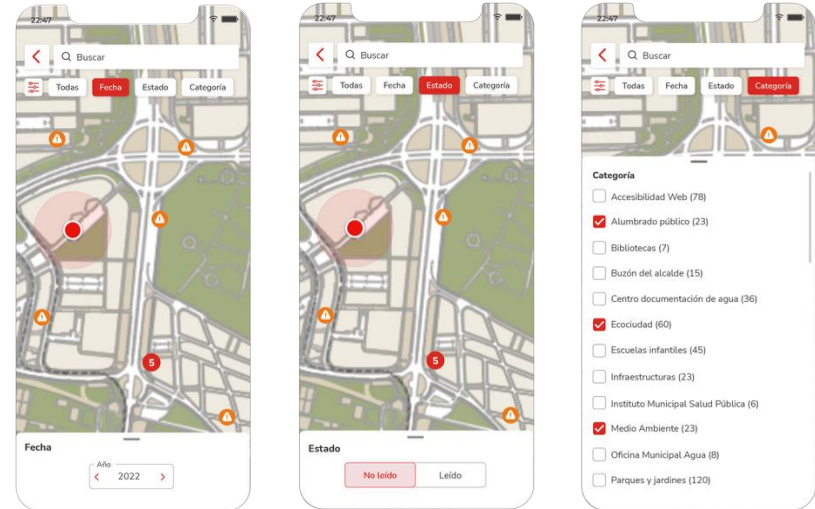 22:47
Buscar
Todas Fecha Estado Categoría
5
Fecha
Año
2022
22:47
Buscar
Todas Fecha Estado Categoría
5
Estado
No leído Leído
22:47
Buscar
Todas Fecha Estado Categoría
Categoría
Accesibilidad Web (78)
Alumbrado público (23)
Bibliotecas (7)
Buzón del alcalde (15)
Centro documentación de agua (36)
Ecociudad (60)
Escuelas infantiles (45)
Infraestructuras (23)
Instituto Municipal Salud Pública (6)
Medio Ambiente (23)
Oficina Municipal Agua (8)
Parques y jardines (120)